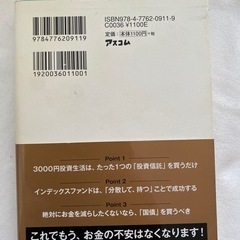 ISBN978-4-7762-0911-9
C0036 ¥1100E
定価:本体1100円+税
アスコム
9784776209119
1920036011001
Point 1
3000円投資生活は、たった1つの「投資信託」を買うだけ
Point 2
インデックスファンドは、「分散して、持つ」ことで成功する
Point 3
絶対にお金を減らしたくないなら、「国債」を買うべき
これでもう、お金の不安はなくなります!